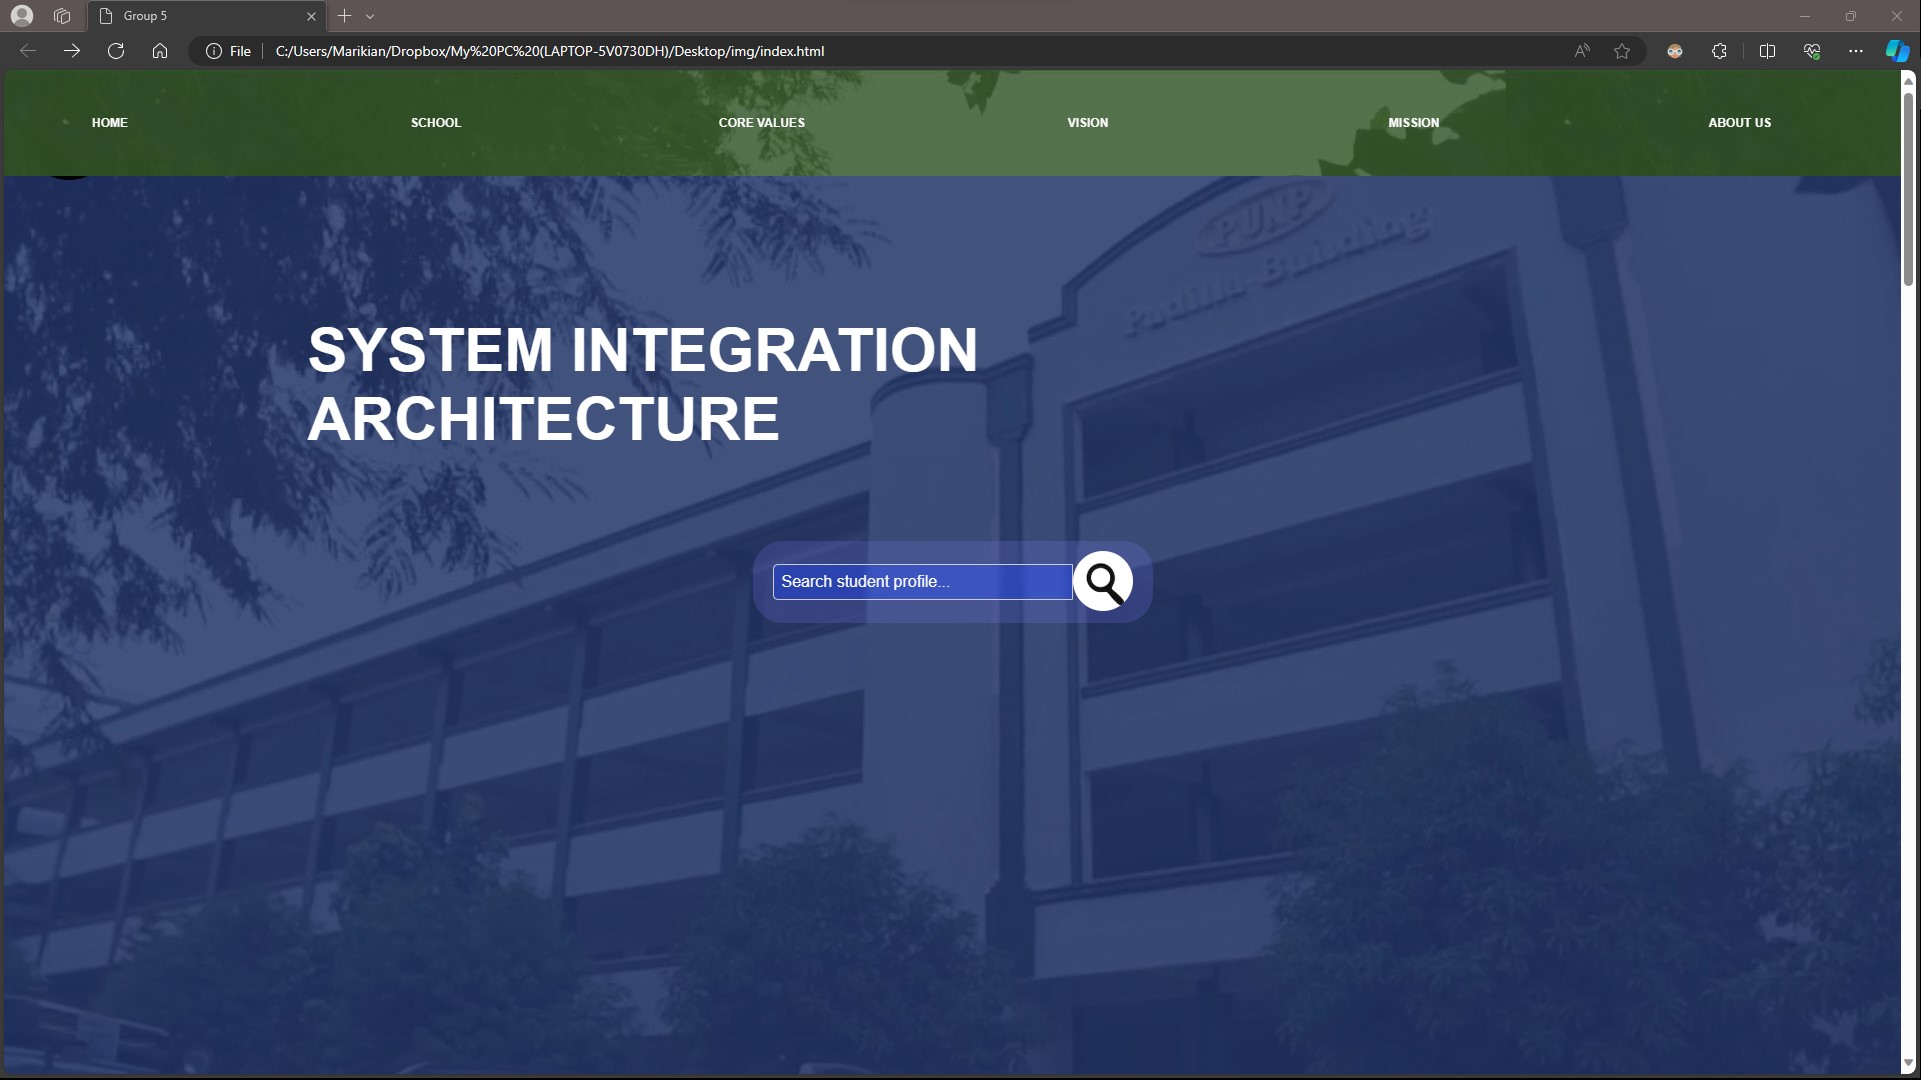 Group 5
File
C:/Users/Marikian/Dropbox/My%20PC%20(LAPTOP-5V0730DH)/Desktop/img/index.html
HOME
SCHOOL
CORE VALUES
VISION
MISSION
ABOUT US
PUNP
Padilla Building
SYSTEM INTEGRATION
ARCHITECTURE
Search student profile...